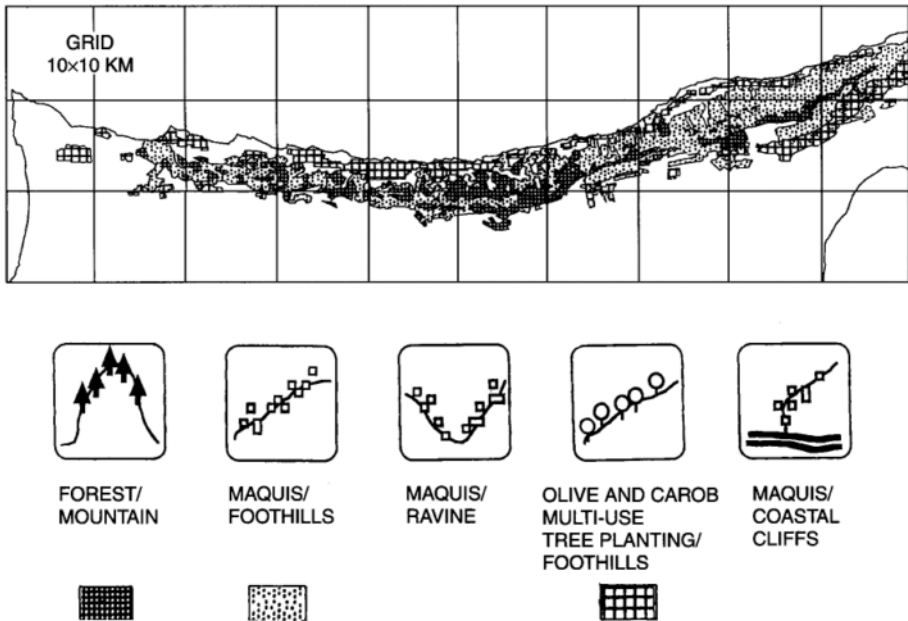 GRID
10×10 KM
FOREST/
MOUNTAIN
MAQUIS/
FOOTHILLS
MAQUIS/
RAVINE
OLIVE AND CAROB
MULTI-USE
TREE PLANTING/
FOOTHILLS
MAQUIS/
COASTAL
CLIFFS